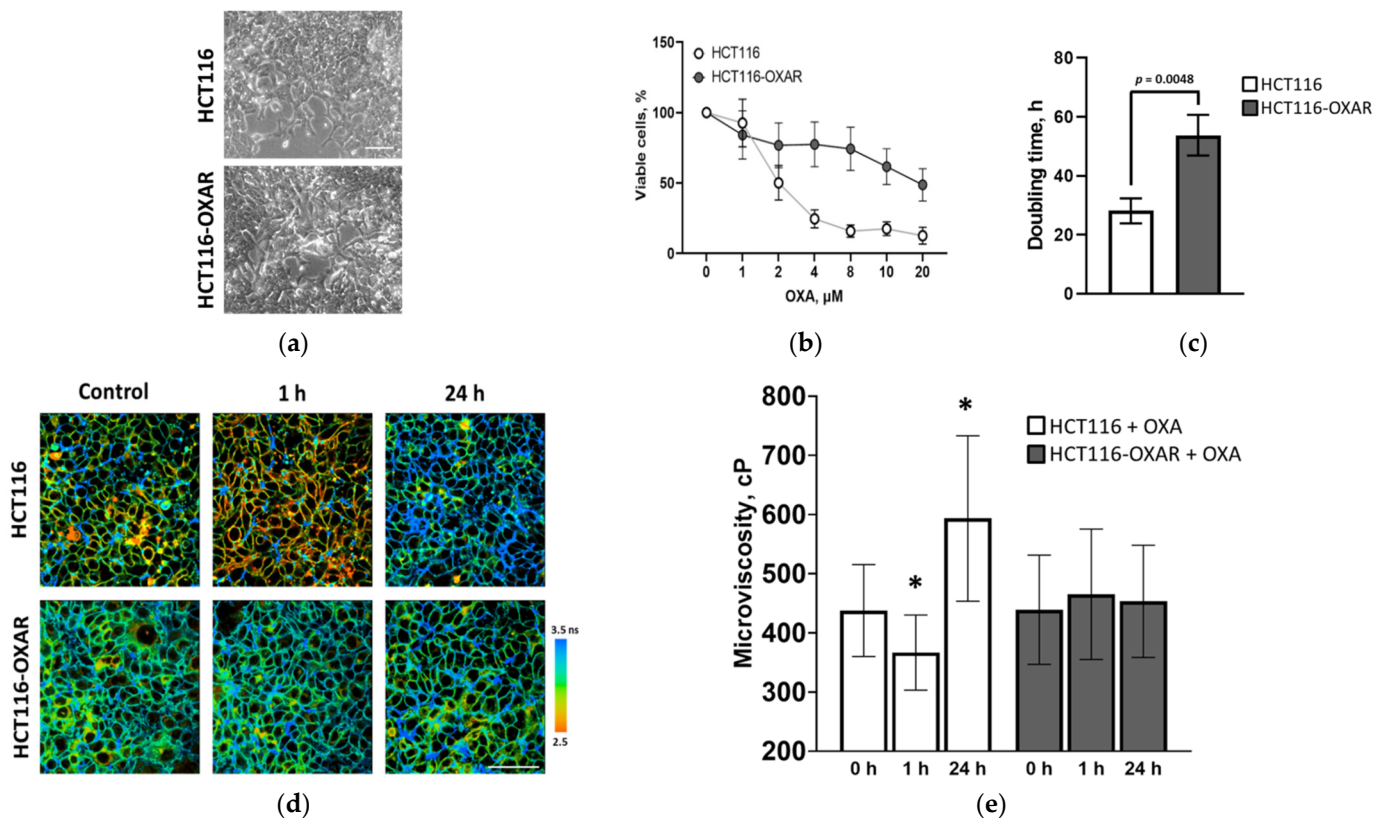 HCT116
HCT116-OXAR
(a)
150
100
50
0
Viable cells, %
HCT116
HCT116-OXAR
0 1 2 4 8 10 20
OXA, µM
(b)
80
60
40
20
0
Doubling time, h
p = 0.0048
HCT116
HCT116-OXAR
(c)
Control 1 h 24 h
HCT116
HCT116-OXAR
3.5 ns
2.5
(d)
800
700
600
500
400
300
200
Microviscosity, cP
* *
HCT116 + OXA
HCT116-OXAR + OXA
0 h 1 h 24 h 0 h 1 h 24 h
(e)